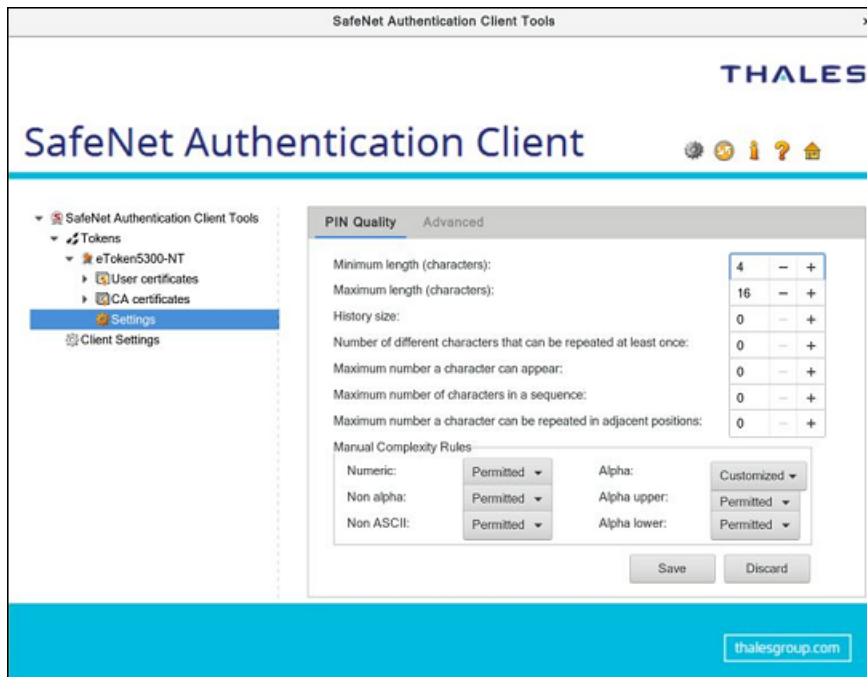 SafeNet Authentication Client Tools
THALES
SafeNet Authentication Client
SafeNet Authentication Client Tools
Tokens
eToken5300-NT
User certificates
CA certificates
Settings
Client Settings
PIN Quality Advanced
Minimum length (characters): 4 − +
Maximum length (characters): 16 − +
History size: 0 − +
Number of different characters that can be repeated at least once: 0 − +
Maximum number a character can appear: 0 − +
Maximum number of characters in a sequence: 0 − +
Maximum number a character can be repeated in adjacent positions: 0 − +
Manual Complexity Rules
Numeric: Permitted Alpha: Customized
Non alpha: Permitted Alpha upper: Permitted
Non ASCII: Permitted Alpha lower: Permitted
Save Discard
thalesgroup.com